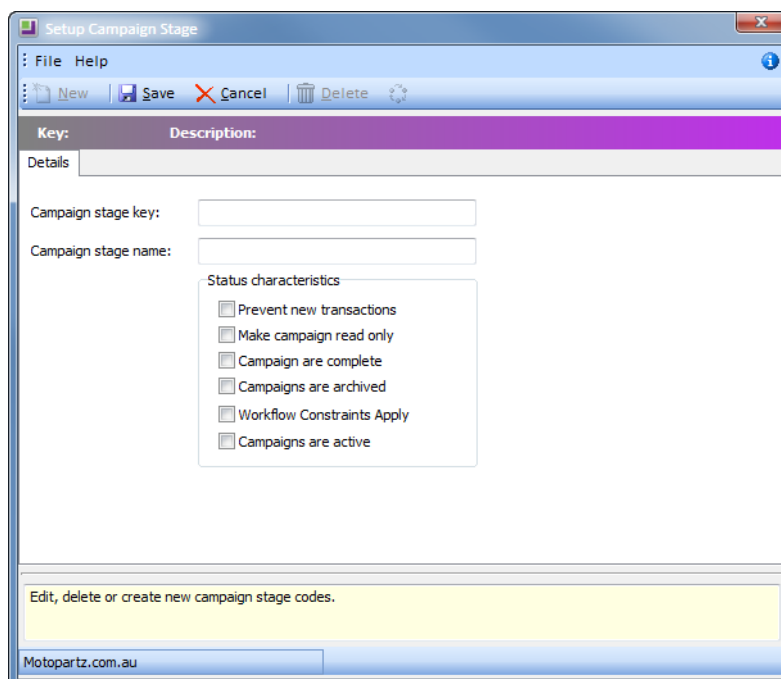 Setup Campaign Stage
File Help
New Save Cancel Delete
Key: Description:
Details
Campaign stage key:
Campaign stage name:
Status characteristics
Prevent new transactions
Make campaign read only
Campaign are complete
Campaigns are archived
Workflow Constraints Apply
Campaigns are active
Edit, delete or create new campaign stage codes.
Motopartz.com.au